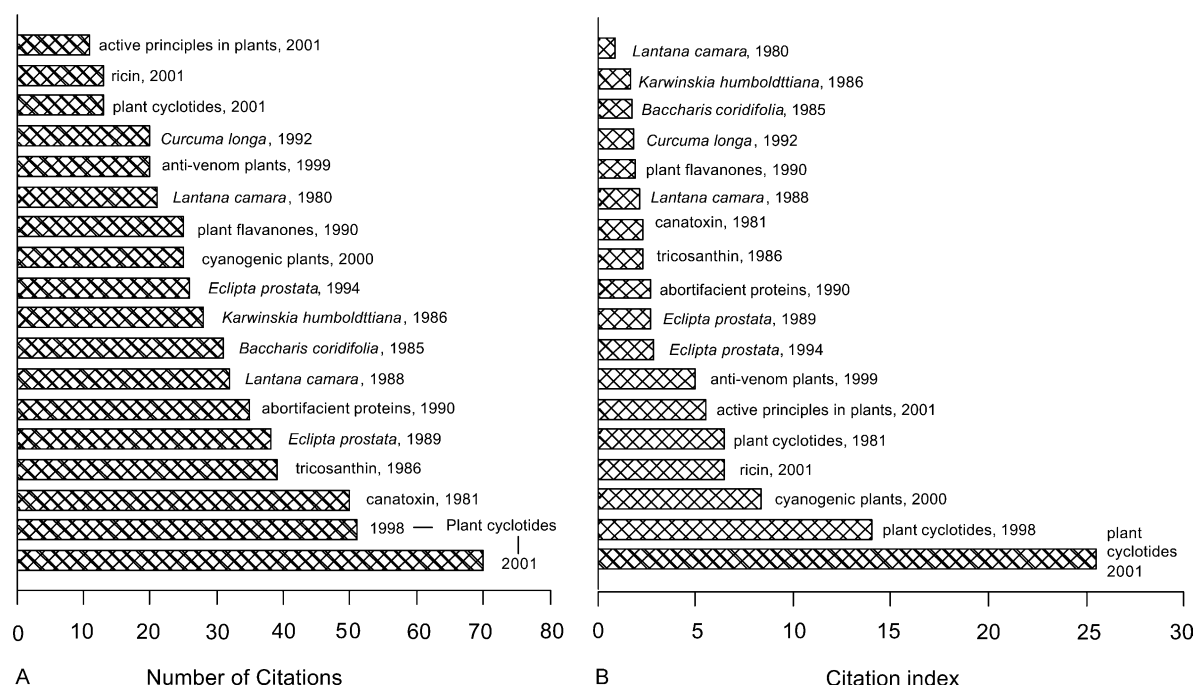 active principles in plants, 2001
ricin, 2001
plant cyclotides, 2001
Curcuma longa, 1992
anti-venom plants, 1999
Lantana camara, 1980
plant flavanones, 1990
cyanogenic plants, 2000
Eclipta prostata, 1994
Karwinskia humboldttiana, 1986
Baccharis coridifolia, 1985
Lantana camara, 1988
abortifacient proteins, 1990
Eclipta prostata, 1989
tricosanthin, 1986
canatoxin, 1981
1998 — Plant cyclotides
2001
0 10 20 30 40 50 60 70 80
A Number of Citations
Lantana camara, 1980
Karwinskia humboldttiana, 1986
Baccharis coridifolia, 1985
Curcuma longa, 1992
plant flavanones, 1990
Lantana camara, 1988
canatoxin, 1981
tricosanthin, 1986
abortifacient proteins, 1990
Eclipta prostata, 1989
Eclipta prostata, 1994
anti-venom plants, 1999
active principles in plants, 2001
plant cyclotides, 1981
ricin, 2001
cyanogenic plants, 2000
plant cyclotides, 1998
plant
cyclotides
2001
0 5 10 15 20 25 30
B Citation index